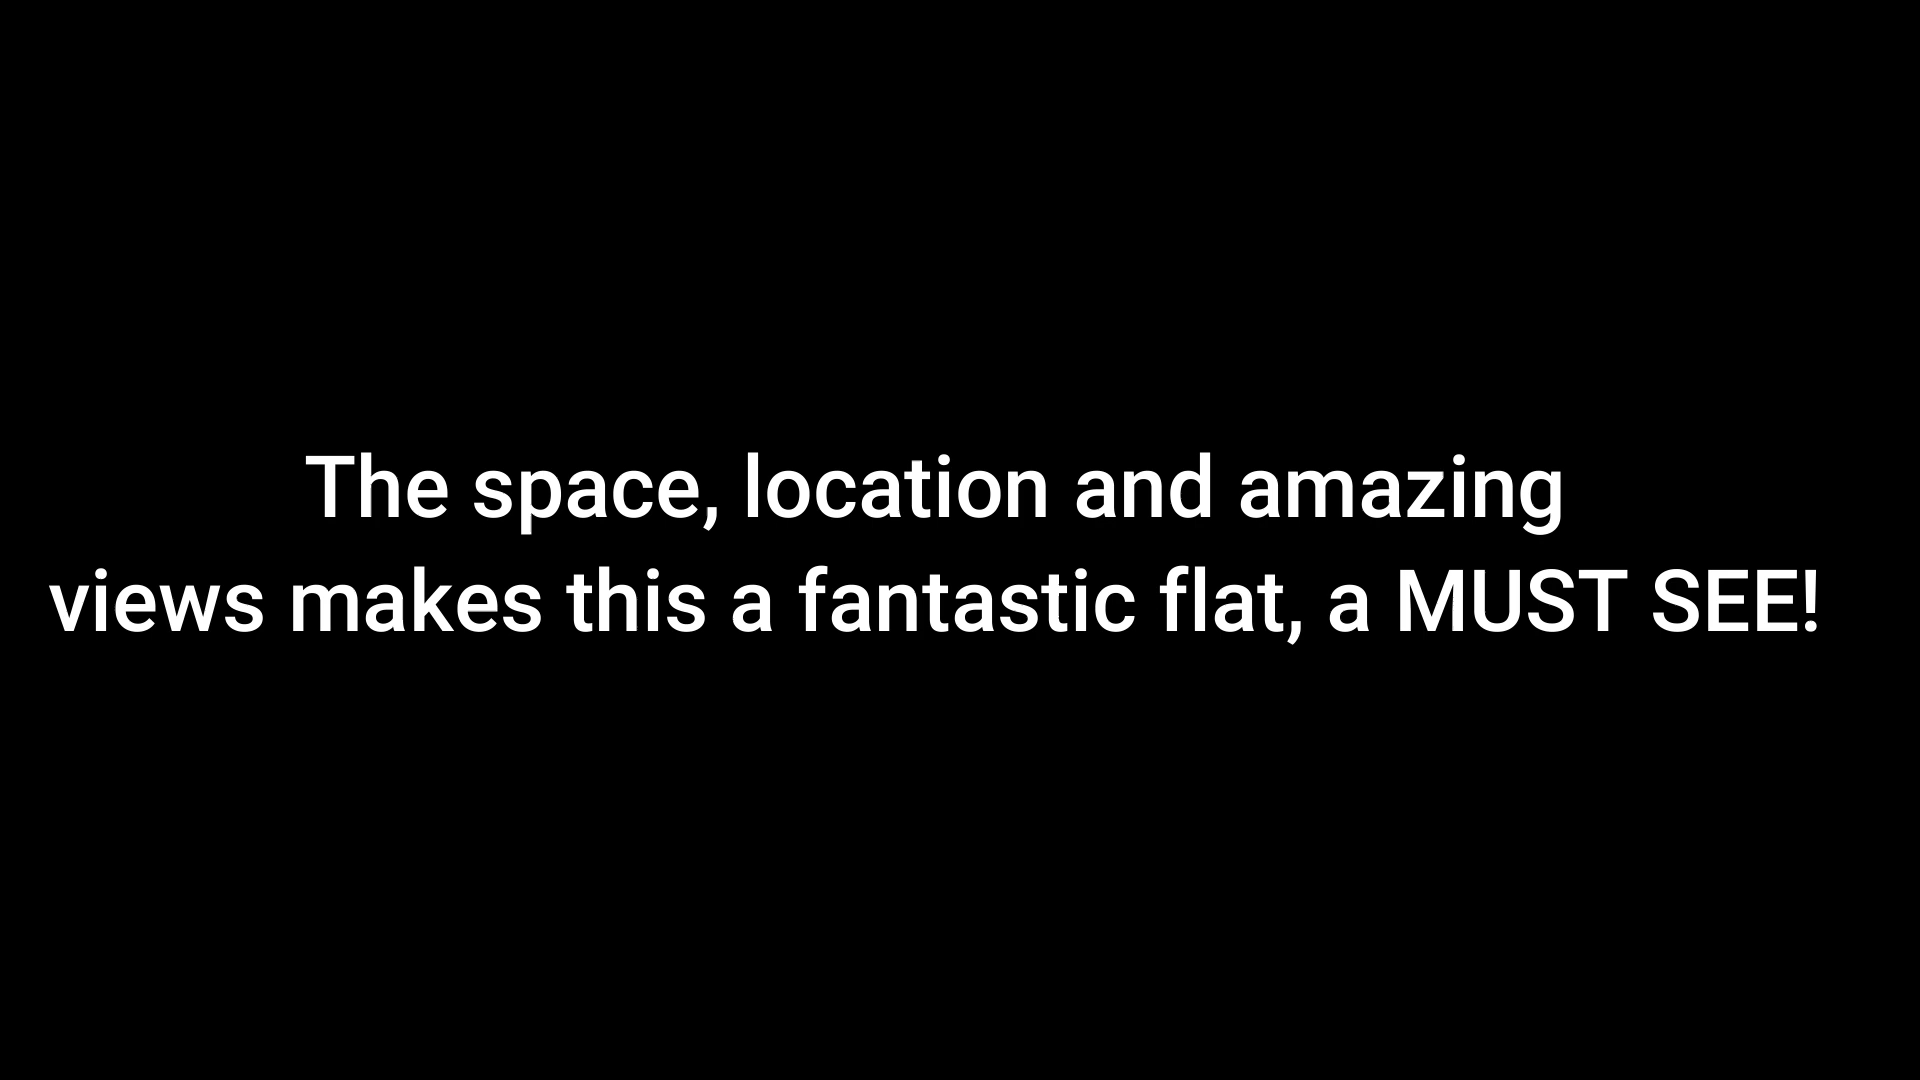 The space, location and amazing
views makes this a fantastic flat, a MUST SEE!